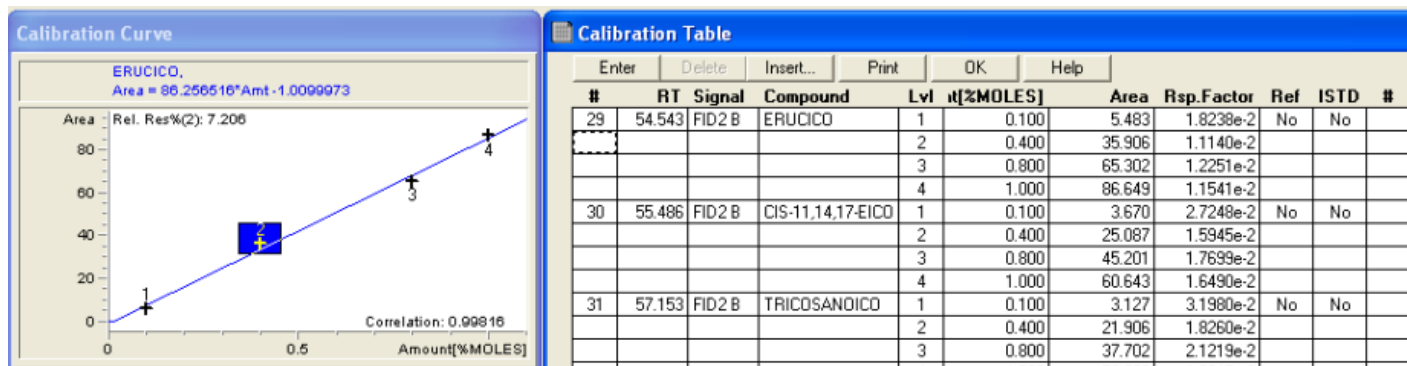 Calibration Curve
ERUCICO,
Area = 86.256516*Amt -1.0099973
Area
Rel. Res%(2): 7.206
80
60
40
20
0
1
2
3
4
Correlation: 0.99816
0 0.5 Amount[%MOLES]
Calibration Table
Enter Delete Insert... Print OK Help
# RT Signal Compound Lvl [%MOLES] Area Rsp.Factor Ref ISTD #
29 54.543 FID2 B ERUCICO 1 0.100 5.483 1.8238e-2 No No
2 0.400 35.906 1.1140e-2
3 0.800 65.302 1.2251e-2
4 1.000 86.649 1.1541e-2
30 55.486 FID2 B CIS-11,14,17-EICO 1 0.100 3.670 2.7248e-2 No No
2 0.400 25.087 1.5945e-2
3 0.800 45.201 1.7699e-2
4 1.000 60.643 1.6490e-2
31 57.153 FID2 B TRICOSANOICO 1 0.100 3.127 3.1980e-2 No No
2 0.400 21.906 1.8260e-2
3 0.800 37.702 2.1219e-2